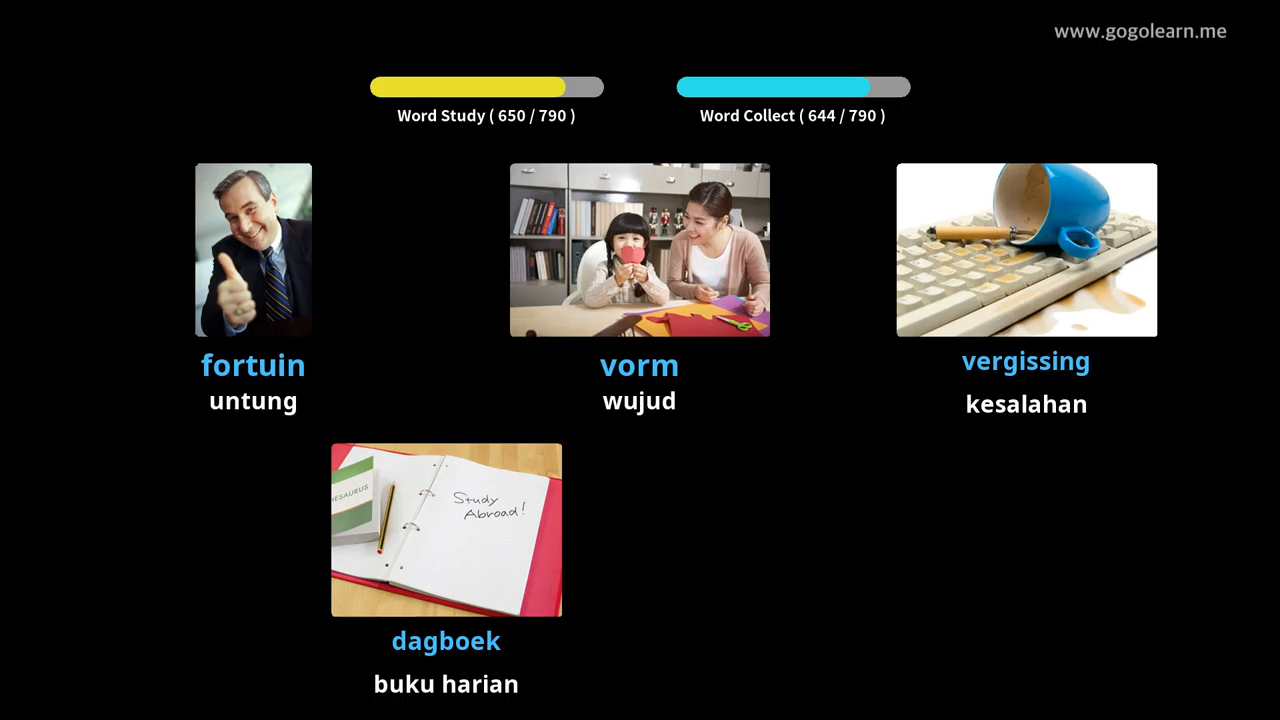 www.gogolearn.me
Word Study ( 650 / 790 )
Word Collect ( 644 / 790 )
fortuin
untung
vorm
wujud
vergissing
kesalahan
HESAURUS
Study
Abroad!
dagboek
buku harian